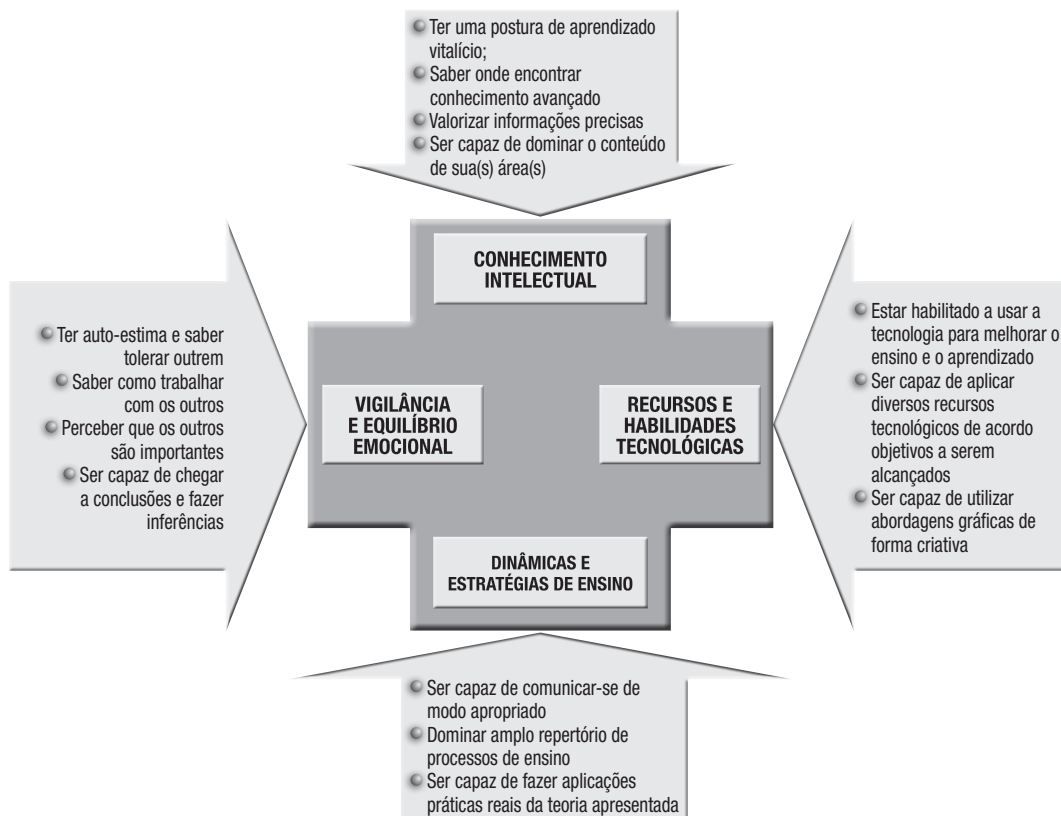 Ter uma postura de aprendizado
vitalício;
Saber onde encontrar
conhecimento avançado
Valorizar informações precisas
Ser capaz de dominar o conteúdo
de sua(s) área(s)
CONHECIMENTO
INTELECTUAL
Ter auto-estima e saber
tolerar outrem
Saber como trabalhar
com os outros
Perceber que os outros
são importantes
Ser capaz de chegar
a conclusões e fazer
inferências
VIGILÂNCIA
E EQUILÍBRIO
EMOCIONAL
RECURSOS E
HABILIDADES
TECNOLÓGICAS
Estar habilitado a usar a
tecnologia para melhorar o
ensino e o aprendizado
Ser capaz de aplicar
diversos recursos
tecnológicos de acordo
objetivos a serem
alcançados
Ser capaz de utilizar
abordagens gráficas de
forma criativa
DINÂMICAS E
ESTRATÉGIAS DE ENSINO
Ser capaz de comunicar-se de
modo apropriado
Dominar amplo repertório de
processos de ensino
Ser capaz de fazer aplicações
práticas reais da teoria apresentada